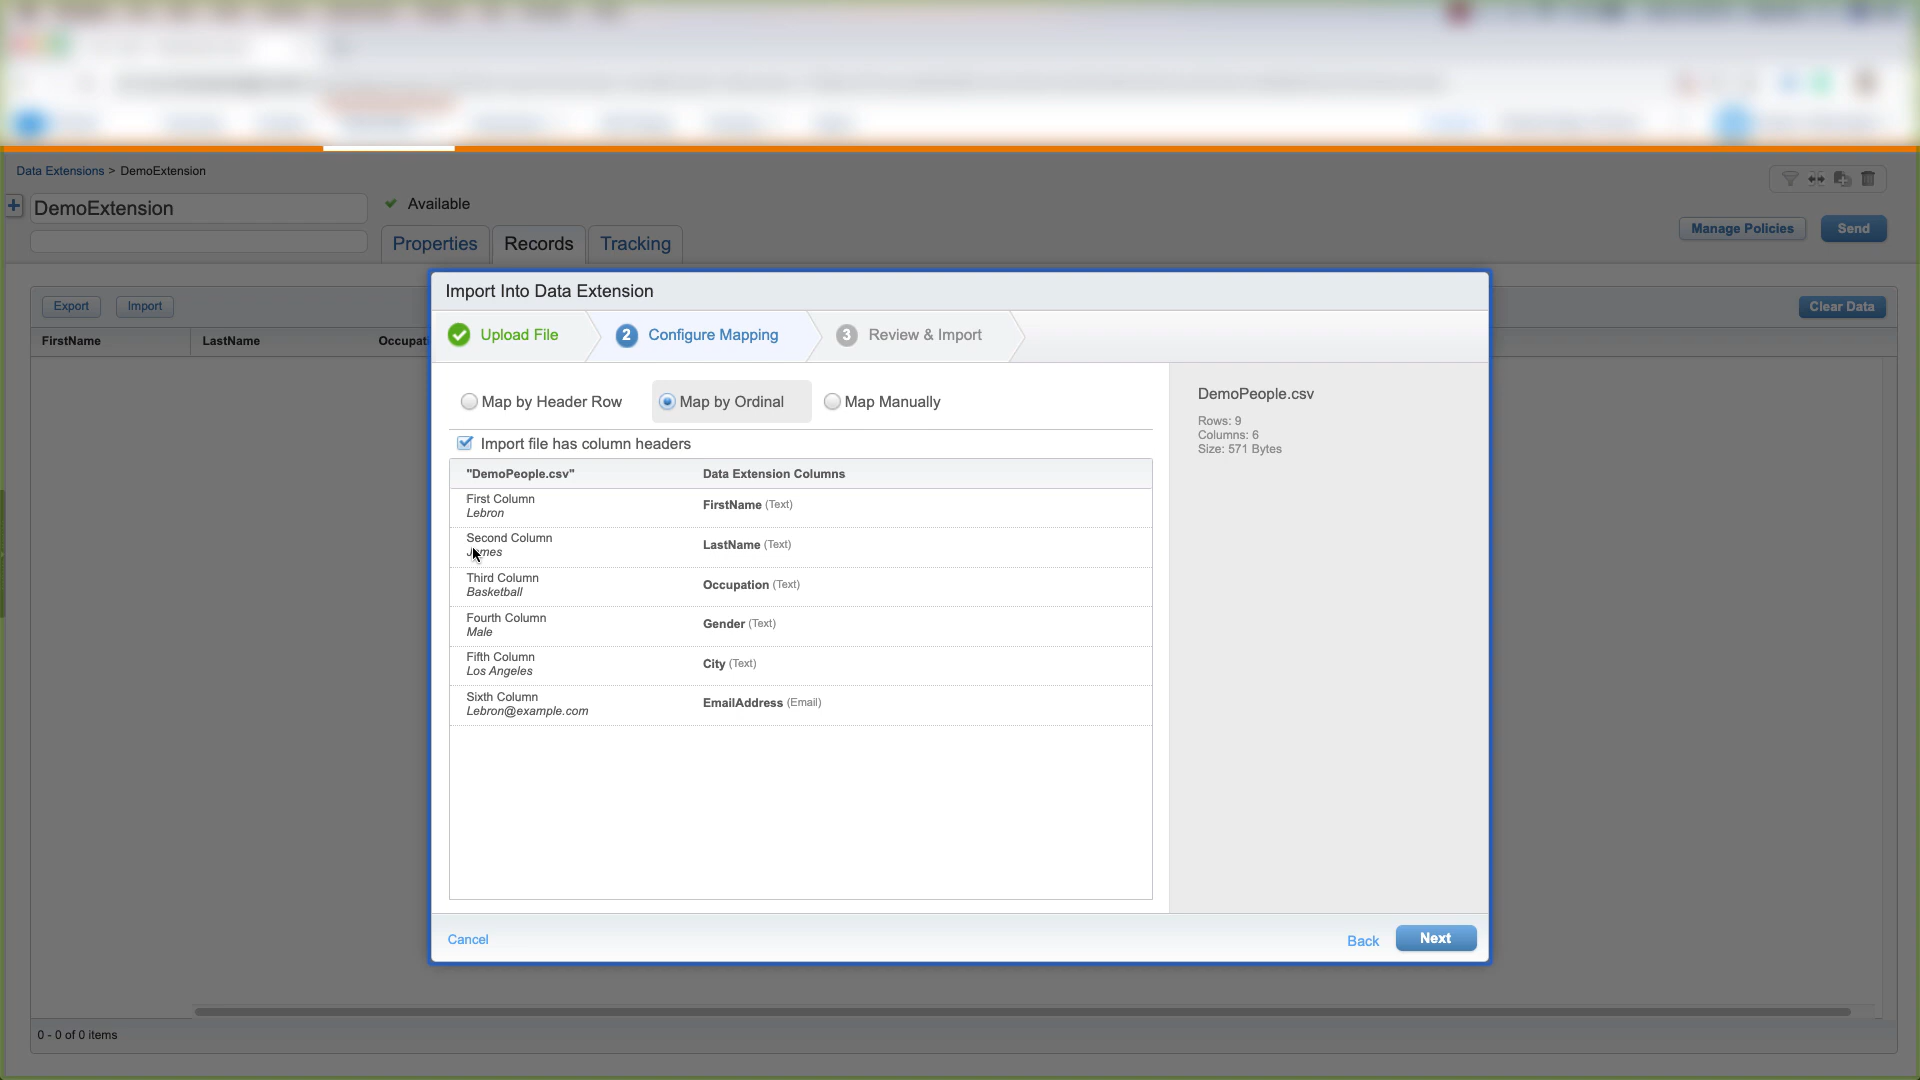 Data Extensions > DemoExtension
DemoExtension
Available
Properties
Records
Tracking
Manage Policies
Send
Export
Import
Clear Data
FirstName
LastName
Occupat
Import Into Data Extension
Upload File
2 Configure Mapping
3 Review & Import
Map by Header Row
Map by Ordinal
Map Manually
Import file has column headers
"DemoPeople.csv"
Data Extension Columns
First Column
Lebron
FirstName (Text)
Second Column
James
LastName (Text)
Third Column
Basketball
Occupation (Text)
Fourth Column
Male
Gender (Text)
Fifth Column
Los Angeles
City (Text)
Sixth Column
Lebron@example.com
EmailAddress (Email)
DemoPeople.csv
Rows: 9
Columns: 6
Size: 571 Bytes
Cancel
Back
Next
0 - 0 of 0 items